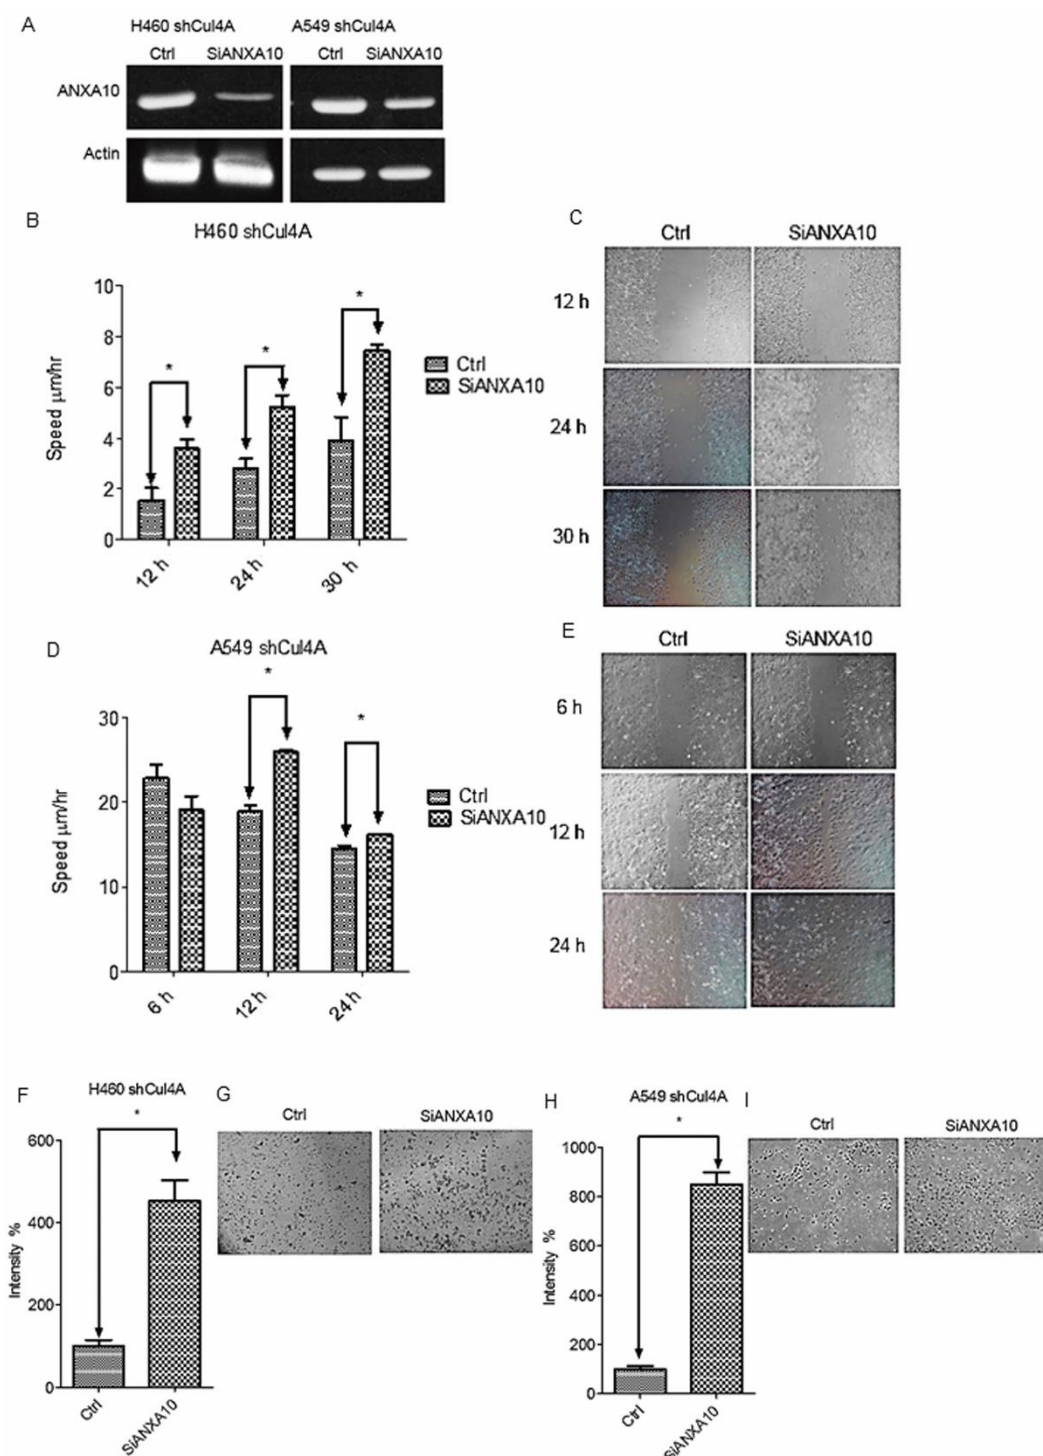 A
H460 shCul4A A549 shCul4A
Ctrl SiANXA10 Ctrl SiANXA10
ANXA10
Actin
B
H460 shCul4A
Speed μm/hr
10
8
6
4
2
0
* * *
12 h 24 h 30 h
Ctrl
SiANXA10
C
Ctrl SiANXA10
12 h
24 h
30 h
D
A549 shCul4A
Speed μm/hr
30
20
10
0
* *
6 h 12 h 24 h
Ctrl
SiANXA10
E
Ctrl SiANXA10
6 h
12 h
24 h
F
H460 shCul4A
*
Intensity %
600
400
200
0
Ctrl SiANXA10
G
Ctrl SiANXA10
H
A549 shCul4A
*
Intensity %
1000
800
600
400
200
0
Ctrl SiANXA10
I
Ctrl SiANXA10